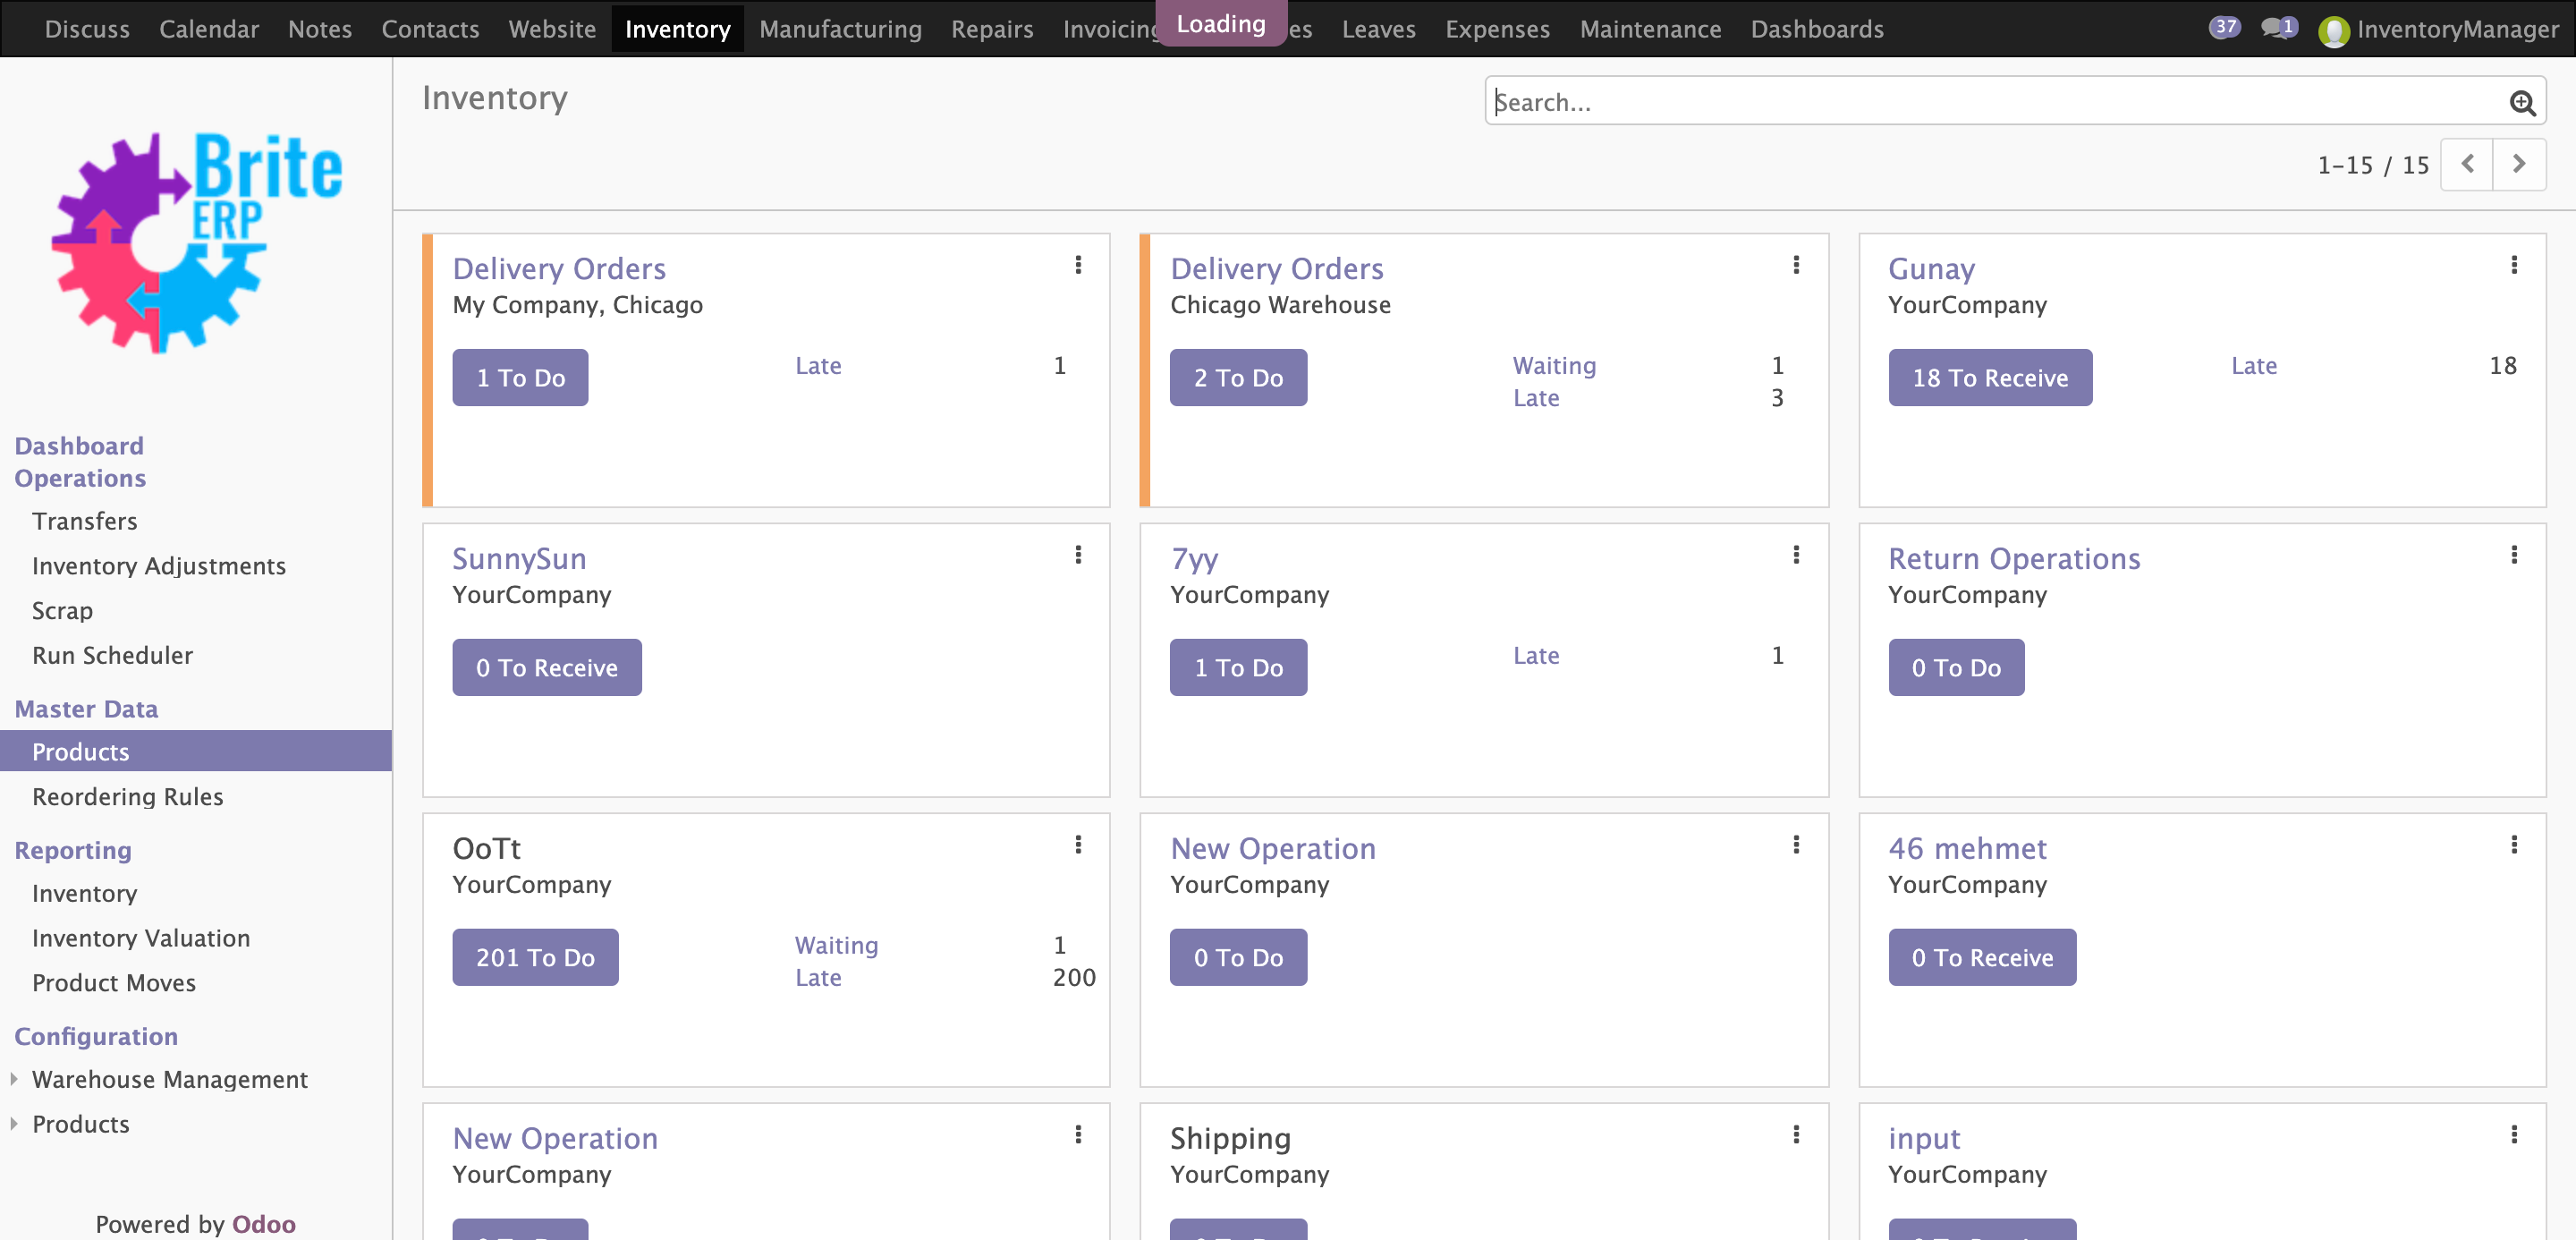 Discuss Calendar Notes Contacts Website Inventory Manufacturing Repairs Invoicing Loading es Leaves Expenses Maintenance Dashboards 37 1 InventoryManager
Brite
ERP
Inventory
Search...
1-15 / 15
Dashboard
Operations
Transfers
Inventory Adjustments
Scrap
Run Scheduler
Master Data
Products
Reordering Rules
Reporting
Inventory
Inventory Valuation
Product Moves
Configuration
Warehouse Management
Products
Powered by Odoo
Delivery Orders
My Company, Chicago
1 To Do
Late 1
Delivery Orders
Chicago Warehouse
2 To Do
Waiting 1
Late 3
Gunay
YourCompany
18 To Receive
Late 18
SunnySun
YourCompany
0 To Receive
7yy
YourCompany
1 To Do
Late 1
Return Operations
YourCompany
0 To Do
OoTt
YourCompany
201 To Do
Waiting 1
Late 200
New Operation
YourCompany
0 To Do
46 mehmet
YourCompany
0 To Receive
New Operation
YourCompany
Shipping
YourCompany
input
YourCompany